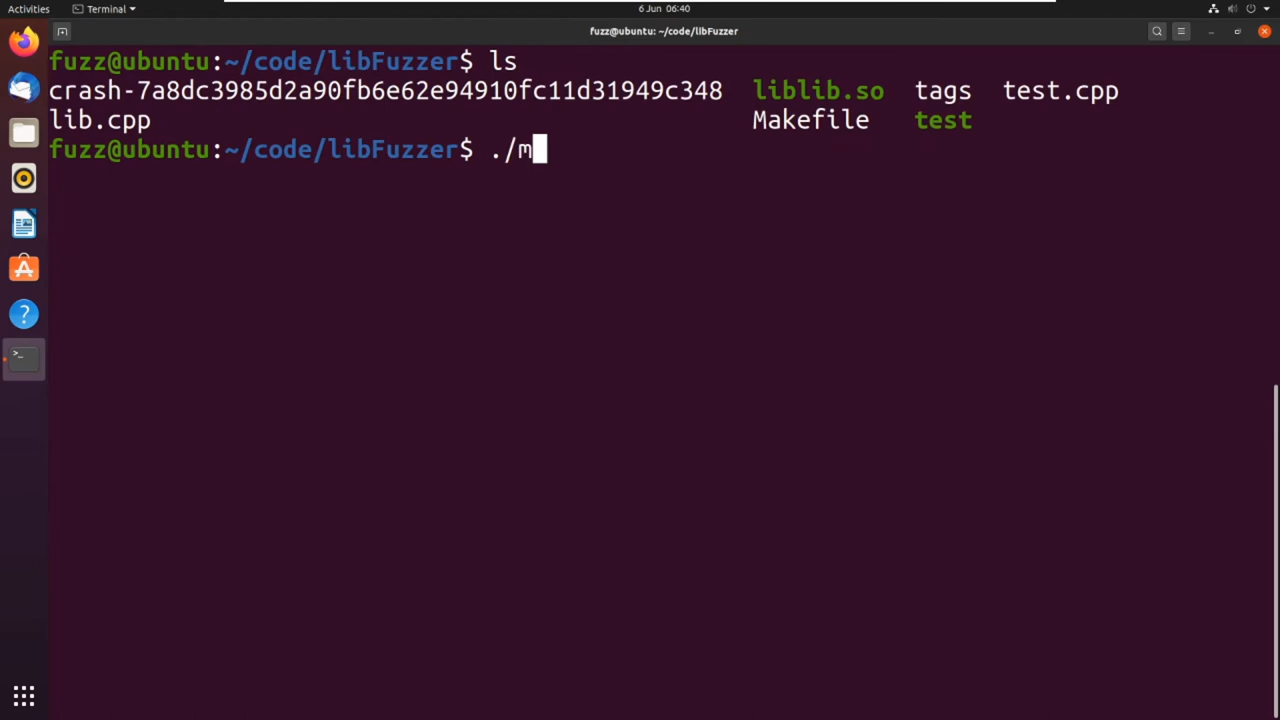 Activities Terminal 6 Jun 06:40
fuzz@ubuntu: ~/code/libFuzzer
fuzz@ubuntu:~/code/libFuzzer$ ls
crash-7a8dc3985d2a90fb6e62e94910fc11d31949c348 liblib.so tags test.cpp
lib.cpp Makefile test
fuzz@ubuntu:~/code/libFuzzer$ ./m